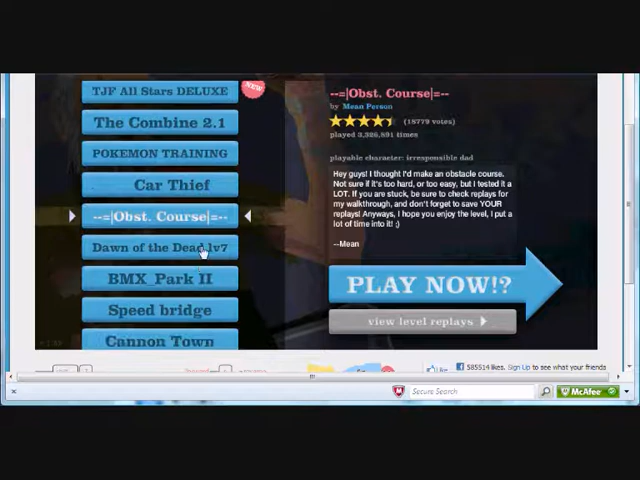 TJF All Stars DELUXE
NEW
The Combine 2.1
POKEMON TRAINING
Car Thief
--=|Obst. Course|=--
Dawn of the Dead lv7
BMX_Park II
Speed bridge
Cannon Town
--=|Obst. Course|=--
by Mean Person
(18779 votes)
played 3,326,891 times
playable character: irresponsible dad
Hey guys! I thought I'd make an obstacle course.
Not sure if it's too hard, or too easy, but I tested it a
LOT. If you are stuck, be sure to check replays for
my walkthrough, and don't forget to save YOUR
replays! Anyways, I hope you enjoy the level, I put a
lot of time into it! ;)
--Mean
PLAY NOW!?
view level replays
Like
585514 likes. Sign Up to see what your friends
Secure Search
McAfee